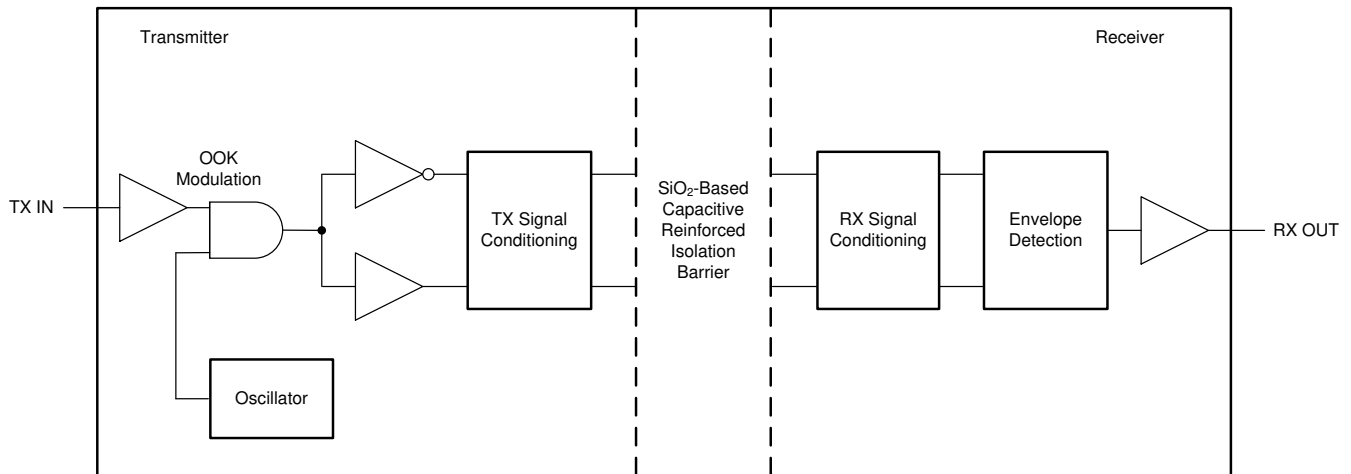 Transmitter
Receiver
OOK
Modulation
TX IN
TX Signal
Conditioning
SiO₂-Based
Capacitive
Reinforced
Isolation
Barrier
RX Signal
Conditioning
Envelope
Detection
RX OUT
Oscillator